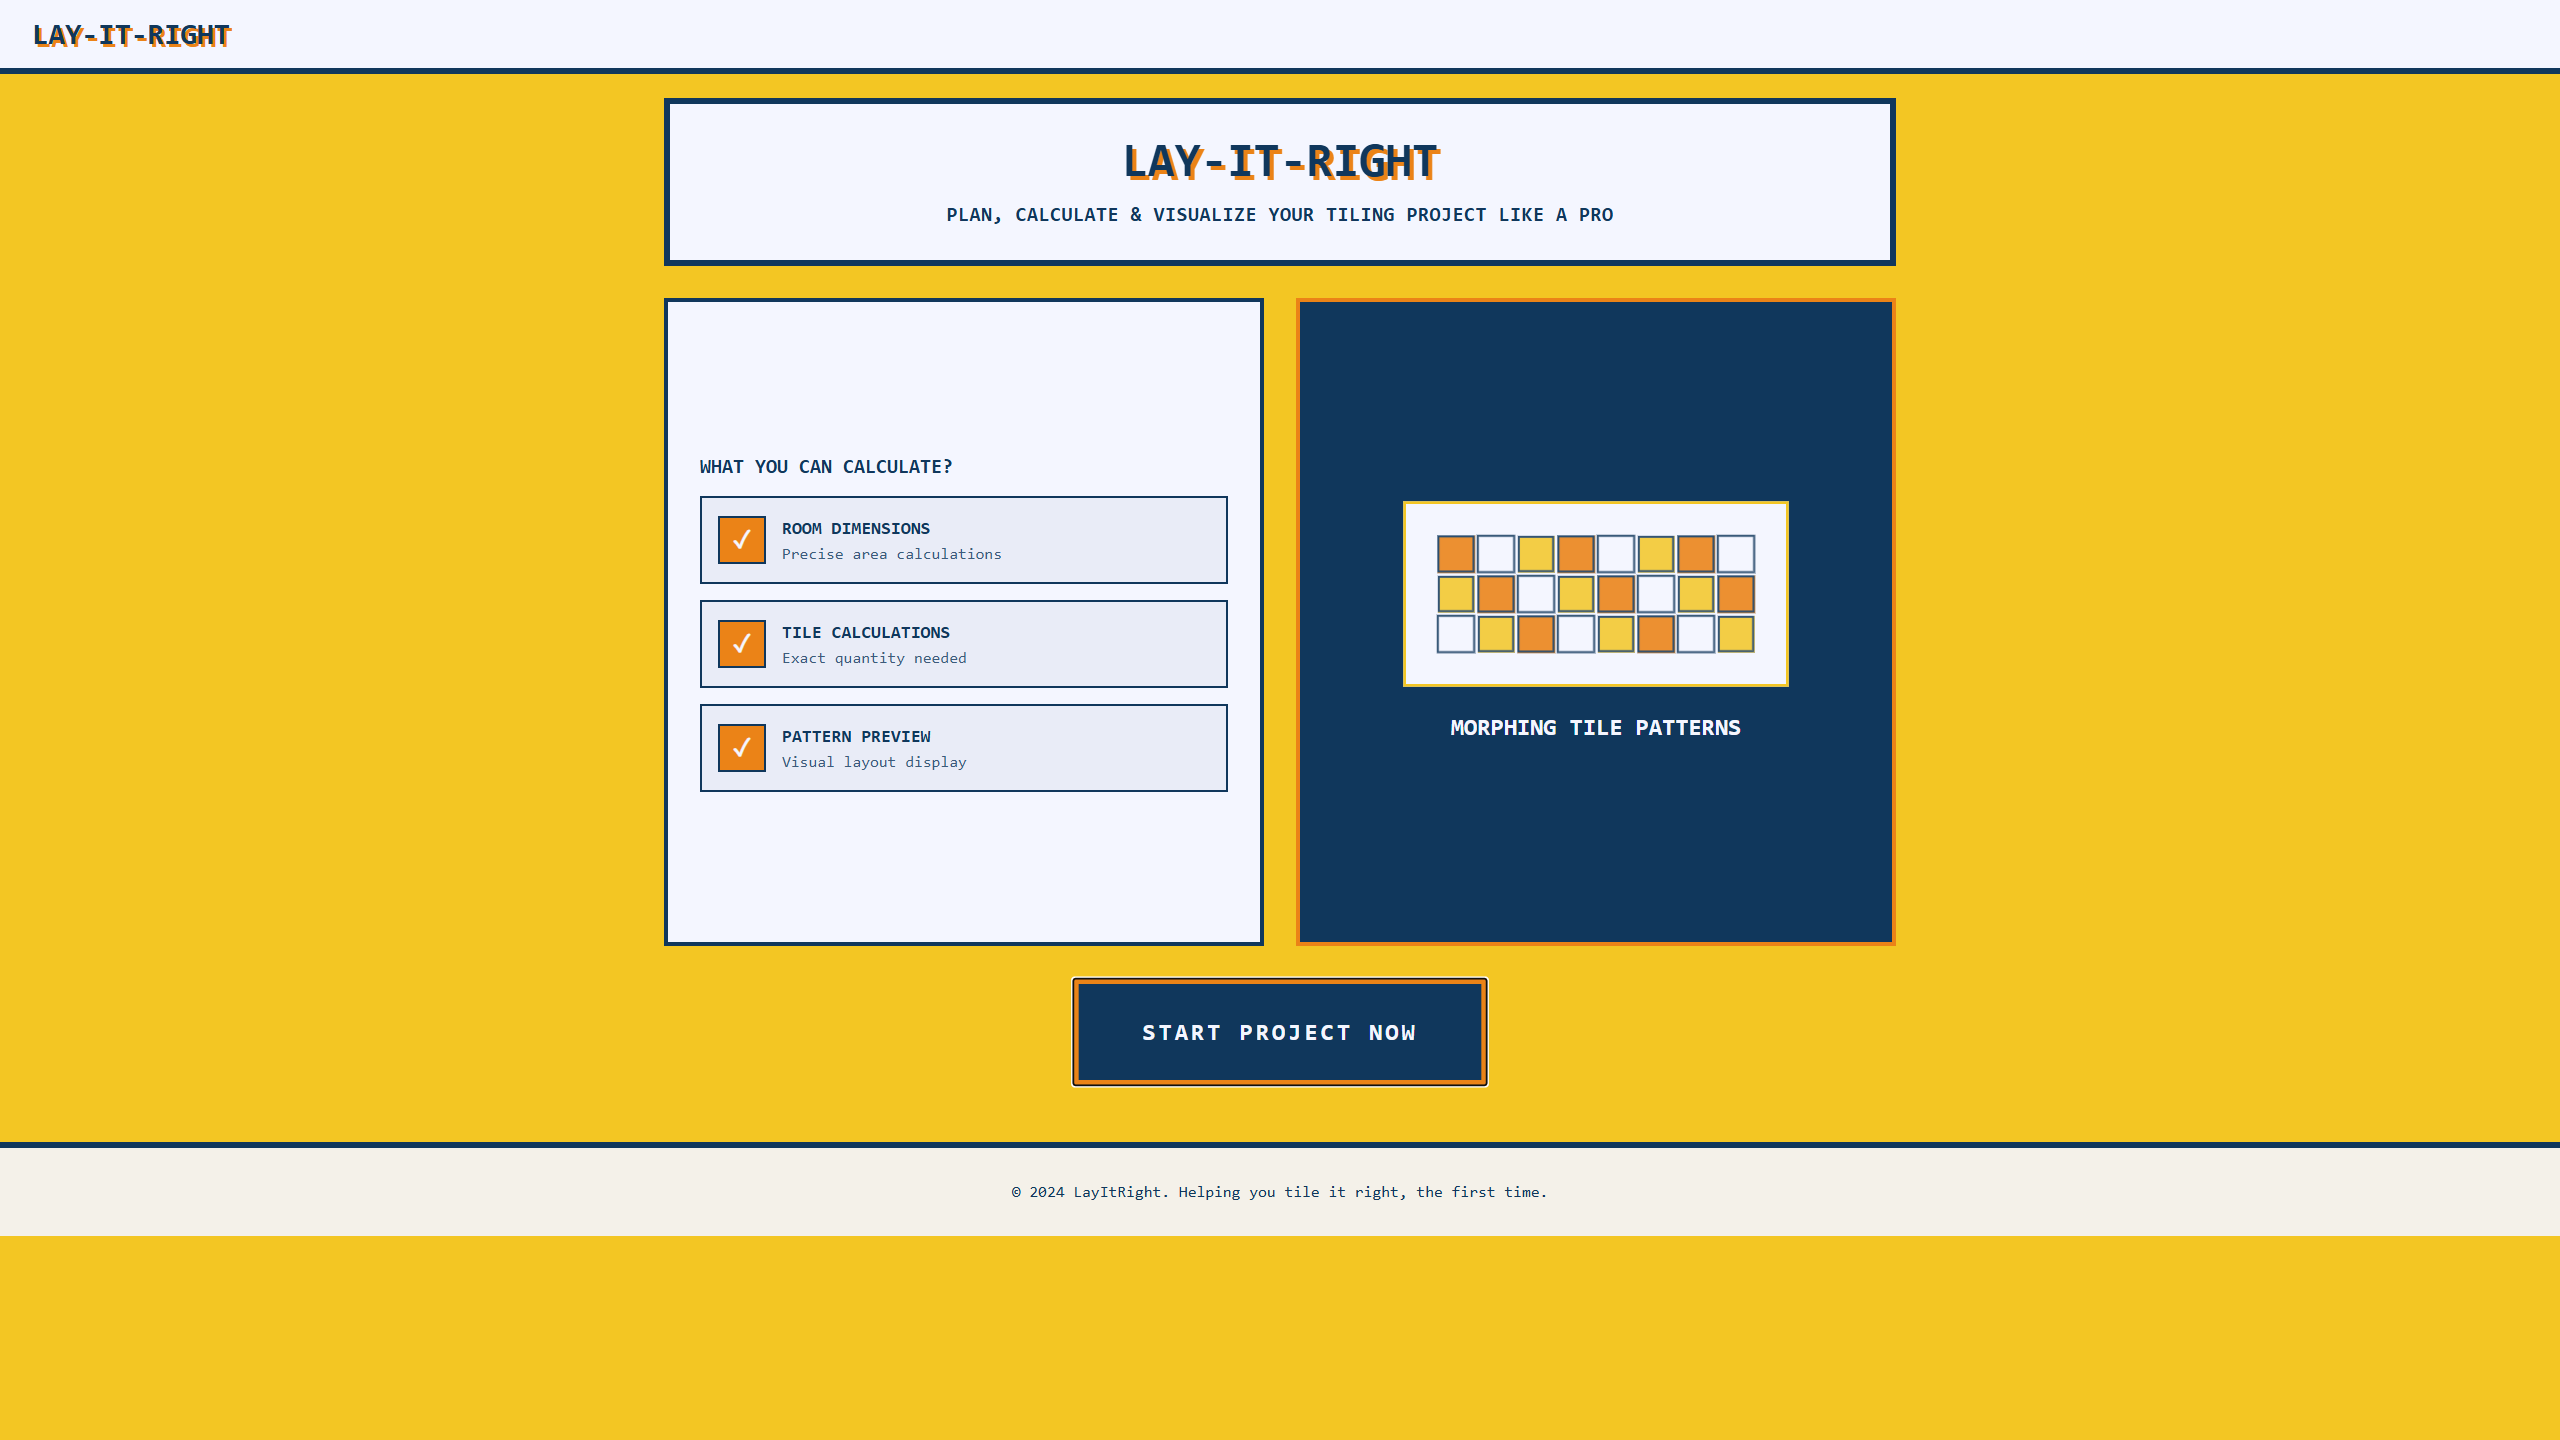 LAY-IT-RIGHT
LAY-IT-RIGHT
PLAN, CALCULATE & VISUALIZE YOUR TILING PROJECT LIKE A PRO
WHAT YOU CAN CALCULATE?
✓ ROOM DIMENSIONS
Precise area calculations
✓ TILE CALCULATIONS
Exact quantity needed
✓ PATTERN PREVIEW
Visual layout display
MORPHING TILE PATTERNS
START PROJECT NOW
© 2024 LayItRight. Helping you tile it right, the first time.